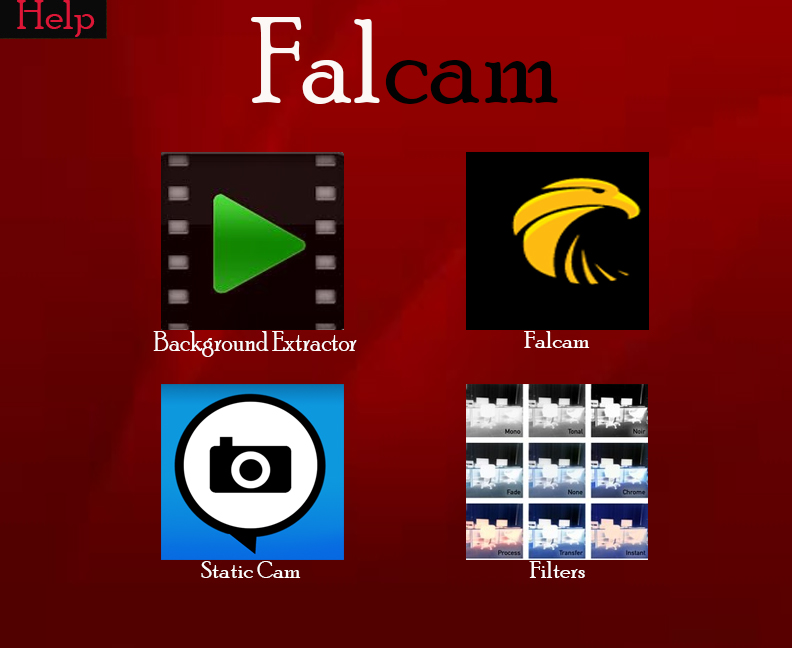 Help
Falcam
Background Extractor
Falcam
Mono Tonal Noir
Fade None Chrome
Process Transfer Instant
Static Cam
Filters